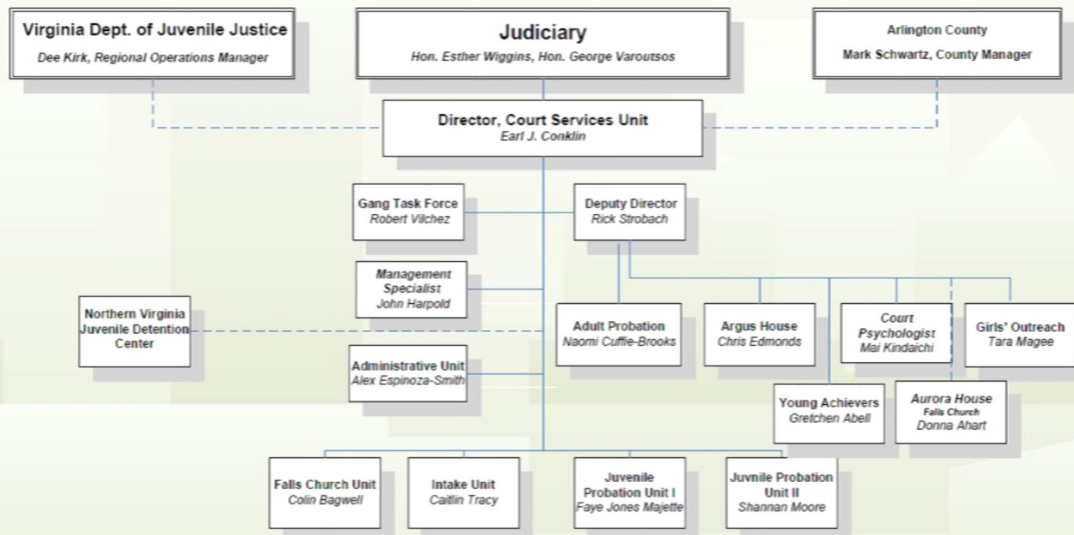 Virginia Dept. of Juvenile Justice
Dee Kirk, Regional Operations Manager
Judiciary
Hon. Esther Wiggins, Hon. George Varoutsos
Arlington County
Mark Schwartz, County Manager
Director, Court Services Unit
Earl J. Conklin
Gang Task Force
Robert Vilchez
Deputy Director
Rick Strobach
Management
Specialist
John Harpold
Northern Virginia
Juvenile Detention
Center
Adult Probation
Naomi Cuffie-Brooks
Argus House
Chris Edmonds
Court
Psychologist
Mai Kindaichi
Girls' Outreach
Tara Magee
Administrative Unit
Alex Espinoza-Smith
Young Achievers
Gretchen Abell
Aurora House
Falls Church
Donna Ahart
Falls Church Unit
Colin Bagwell
Intake Unit
Caitlin Tracy
Juvenile
Probation Unit I
Faye Jones Majette
Juvnile Probation
Unit II
Shannan Moore